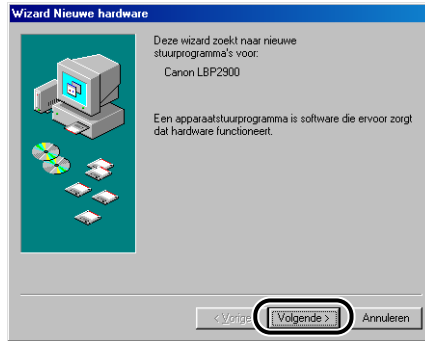 Wizard Nieuwe hardware
Deze wizard zoekt naar nieuwe
stuurprogramma's voor:
Canon LBP2900
Een apparaatstuurprogramma is software die ervoor zorgt
dat hardware functioneert.
< Vorige Volgende > Annuleren